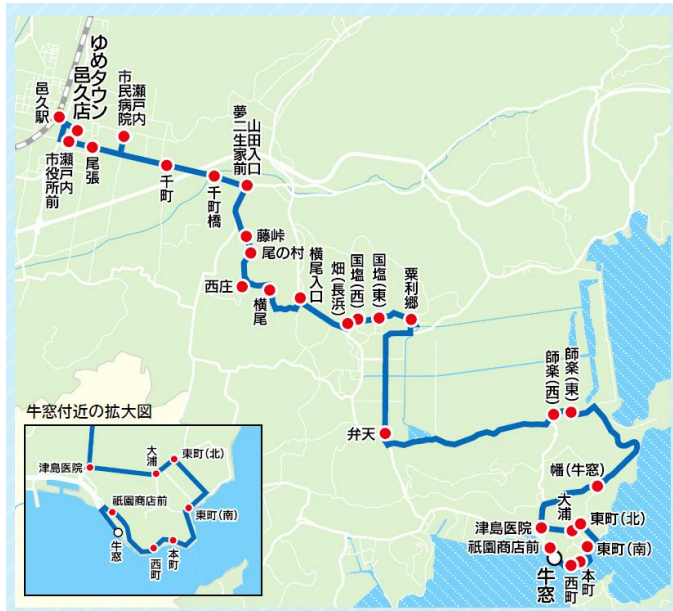 ゆめタウン
邑久店
邑久駅
瀬戸内
市民病院
瀬戸内
市役所前
尾張
千町
千町橋
山田入口
夢二生家前
藤峠
尾の村
西庄
横尾
横尾入口
畑(長浜)
国塩(西)
国塩(東)
粟利郷
弁天
師楽(西)
師楽(東)
幡(牛窓)
大浦
津島医院
東町(北)
祇園商店前
東町(南)
牛窓
西町
本町
牛窓付近の拡大図
津島医院
大浦
東町(北)
祇園商店前
東町(南)
牛窓
西町
本町